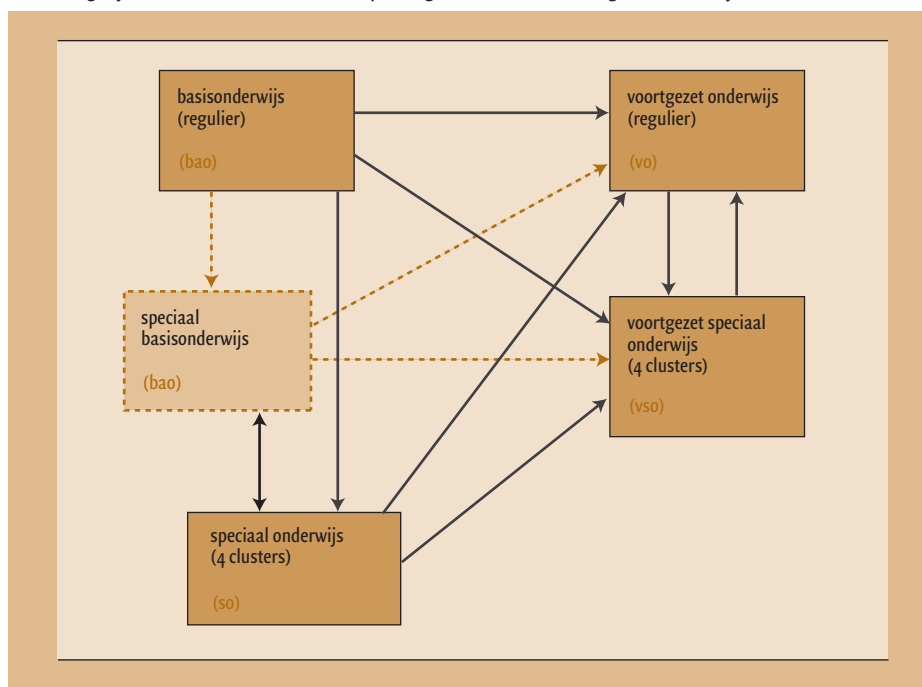 basisonderwijs
(regulier)
(bao)
voortgezet onderwijs
(regulier)
(vo)
speciaal
basisonderwijs
(bao)
voortgezet speciaal
onderwijs
(4 clusters)
(vso)
speciaal onderwijs
(4 clusters)
(so)